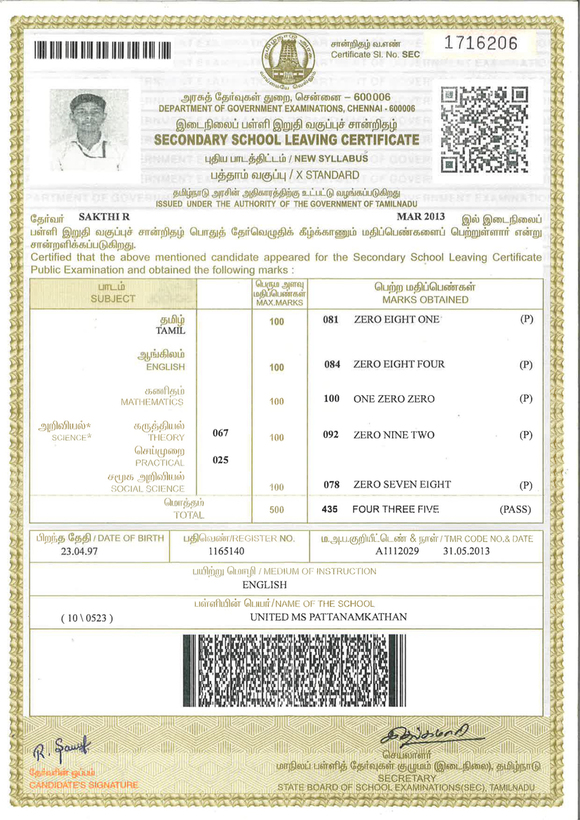 சான்றிதழ் வ.எண்
Certificate Sl. No. SEC 1716206
அரசுத் தேர்வுகள் துறை, சென்னை – 600006
DEPARTMENT OF GOVERNMENT EXAMINATIONS, CHENNAI - 600006
இடைநிலைப் பள்ளி இறுதி வகுப்புச் சான்றிதழ்
SECONDARY SCHOOL LEAVING CERTIFICATE
புதிய பாடத்திட்டம் / NEW SYLLABUS
பத்தாம் வகுப்பு / X STANDARD
தமிழ்நாடு அரசின் அதிகாரத்திற்கு உட்பட்டு வழங்கப்படுகிறது
ISSUED UNDER THE AUTHORITY OF THE GOVERNMENT OF TAMILNADU
தேர்வர் SAKTHI R MAR 2013 இல் இடைநிலைப்
பள்ளி இறுதி வகுப்புச் சான்றிதழ் பொதுத் தேர்வெழுதிக் கீழ்க்காணும் மதிப்பெண்களைப் பெற்றுள்ளார் என்று
சான்றளிக்கப்படுகிறது.
Certified that the above mentioned candidate appeared for the Secondary School Leaving Certificate
Public Examination and obtained the following marks :
பாடம் பெரும அளவு பெற்ற மதிப்பெண்கள்
SUBJECT மதிப்பெண்கள் MARKS OBTAINED
MAX.MARKS
தமிழ் 100 081 ZERO EIGHT ONE (P)
TAMIL
ஆங்கிலம்
ENGLISH 100 084 ZERO EIGHT FOUR (P)
கணிதம்
MATHEMATICS 100 100 ONE ZERO ZERO (P)
அறிவியல்* கருத்தியல்
SCIENCE* THEORY 067 100 092 ZERO NINE TWO (P)
செய்முறை
PRACTICAL 025
சமூக அறிவியல்
SOCIAL SCIENCE 100 078 ZERO SEVEN EIGHT (P)
மொத்தம்
TOTAL 500 435 FOUR THREE FIVE (PASS)
பிறந்த தேதி / DATE OF BIRTH பதிவெண்/REGISTER NO. ம.அ.ப.குறியீட்டெண் & நாள் / TMR CODE NO.& DATE
23.04.97 1165140 A1112029 31.05.2013
பயிற்று மொழி / MEDIUM OF INSTRUCTION
ENGLISH
பள்ளியின் பெயர்/NAME OF THE SCHOOL
( 10 \ 0523 ) UNITED MS PATTANAMKATHAN
செயலாளர்
தேர்வரின் ஒப்பம் மாநிலப் பள்ளித் தேர்வுகள் குழுமம் (இடைநிலை), தமிழ்நாடு
CANDIDATE'S SIGNATURE SECRETARY
STATE BOARD OF SCHOOL EXAMINATIONS(SEC), TAMILNADU